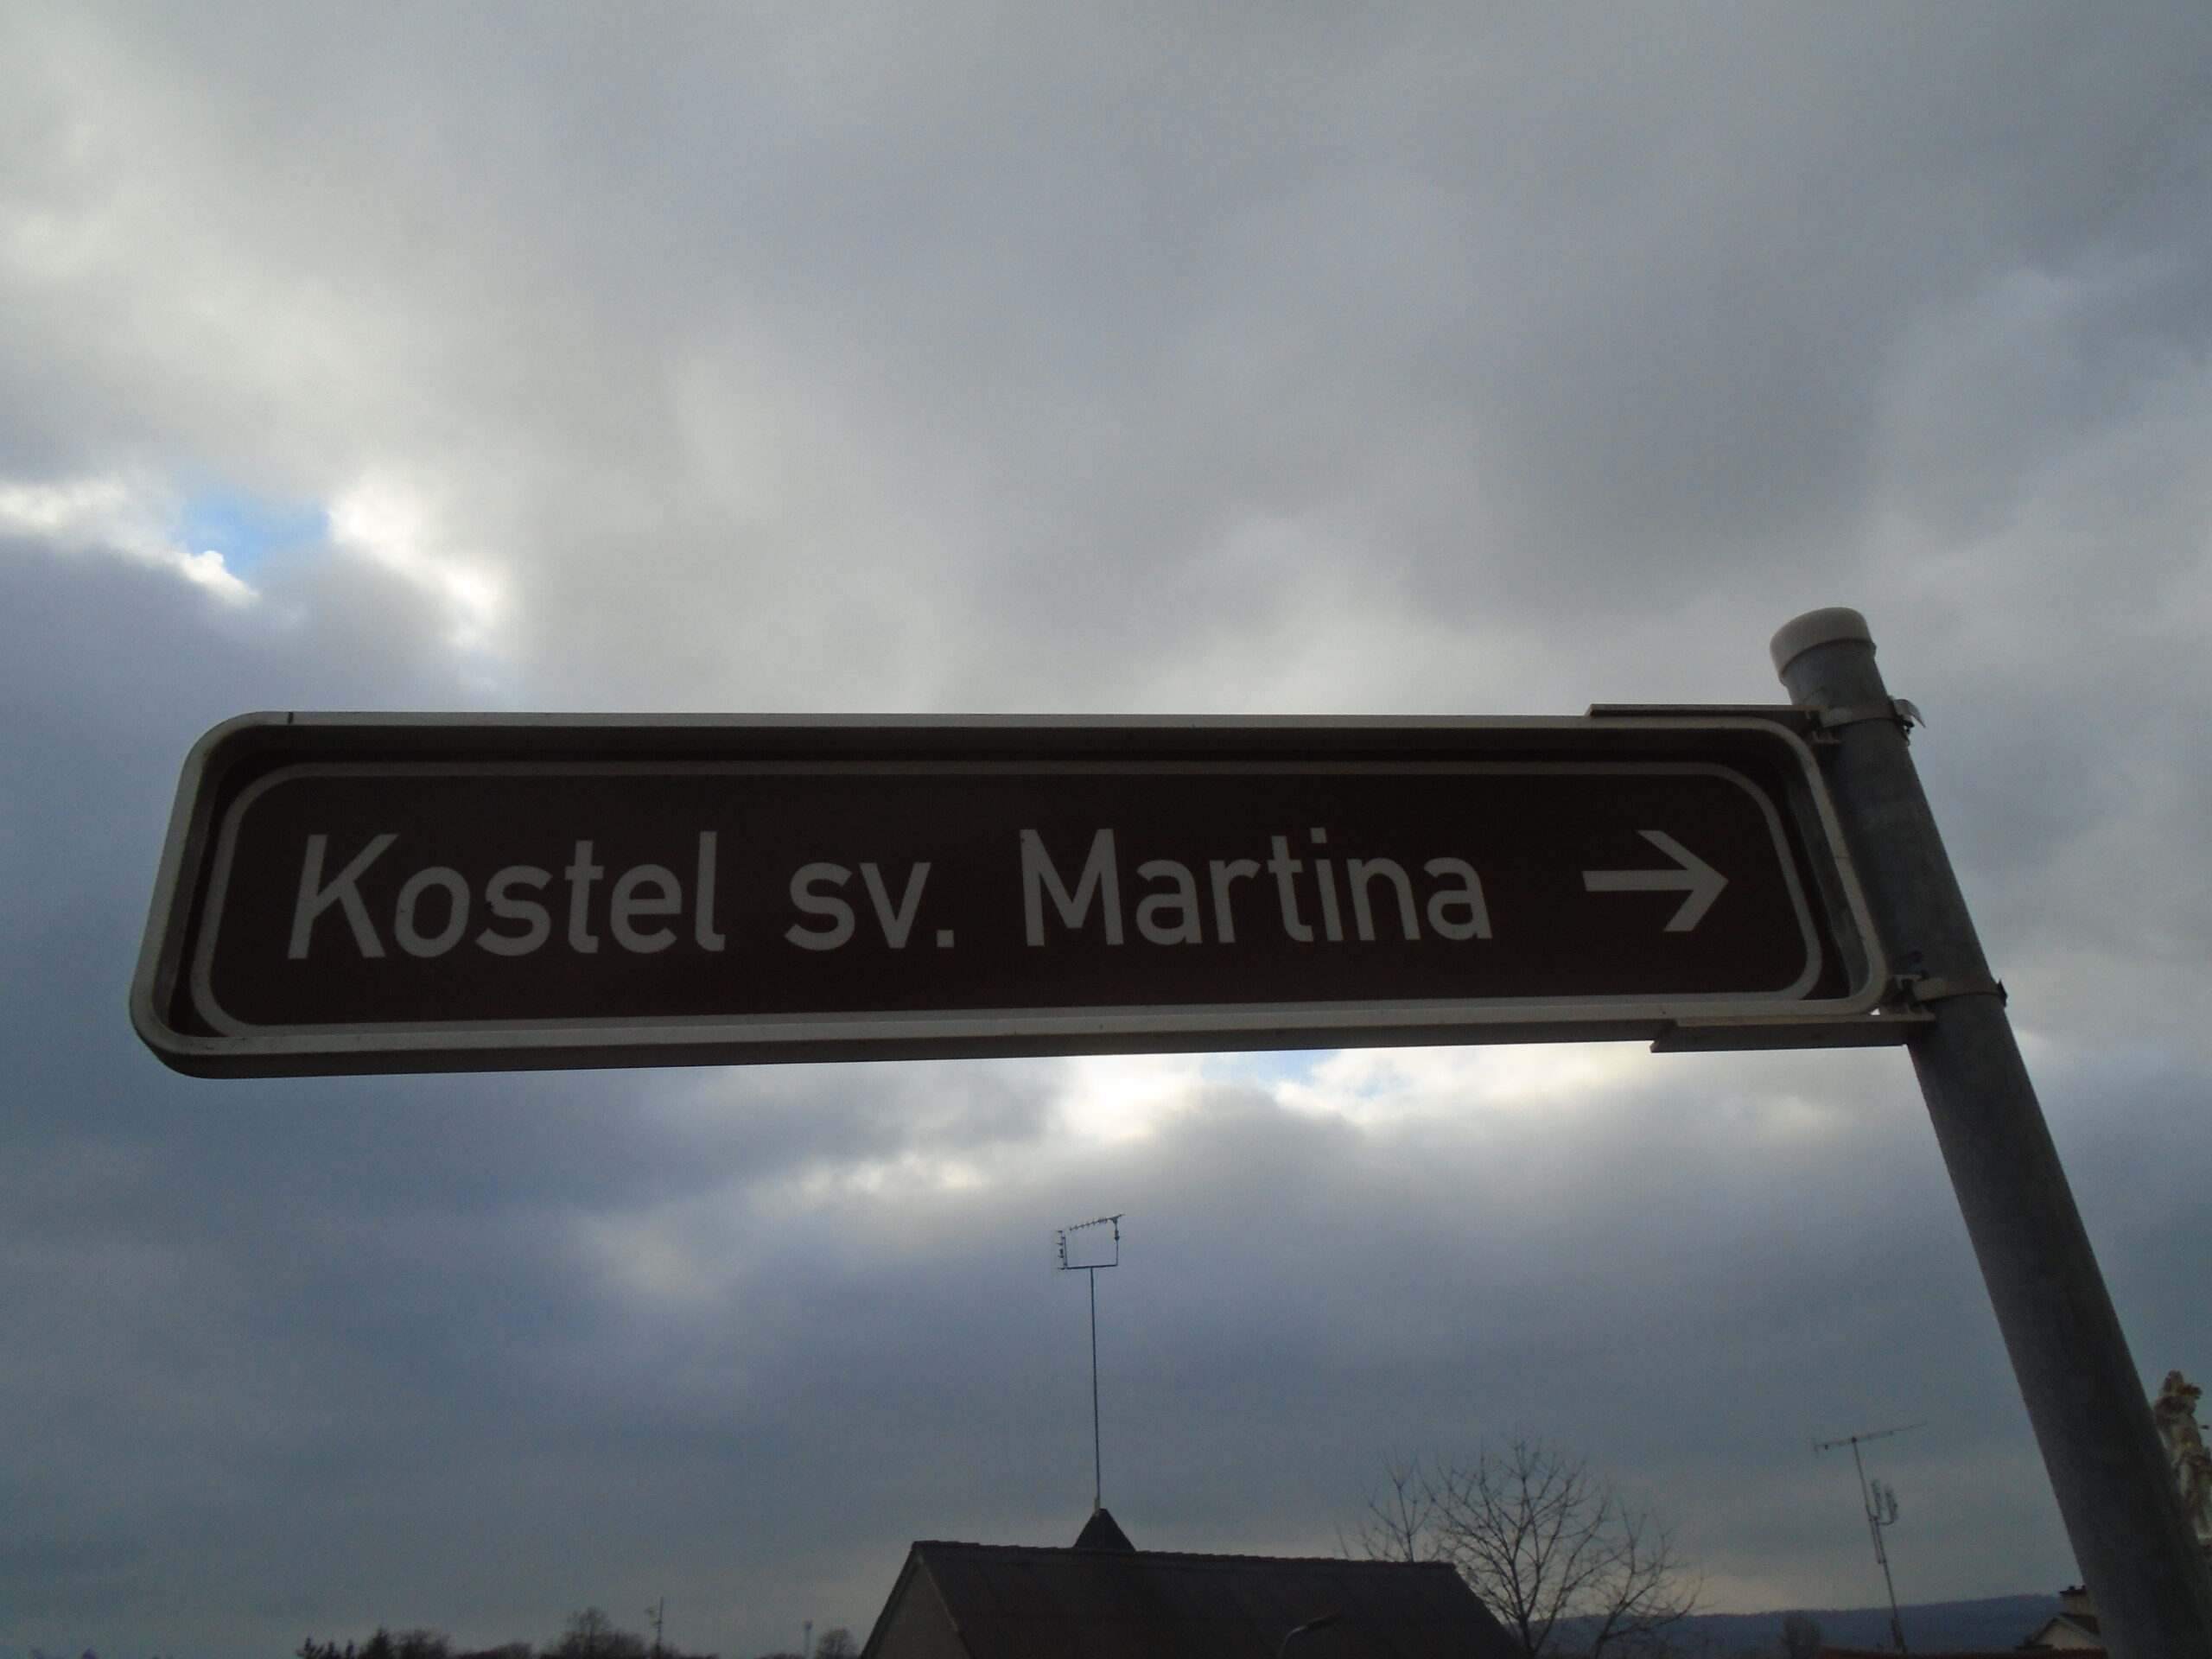 Kostel sv. Martina →